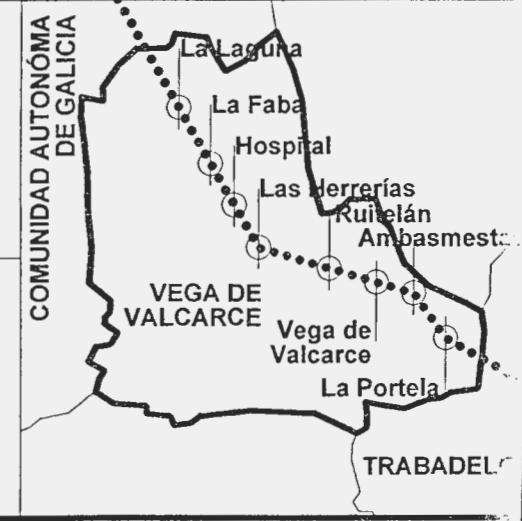 COMUNIDAD AUTONÓMA
DE GALICIA
La Laguna
La Faba
Hospital
Las Herrerías
Ruitelán
Ambasmesta
VEGA DE
VALCARCE
Vega de
Valcarce
La Portela